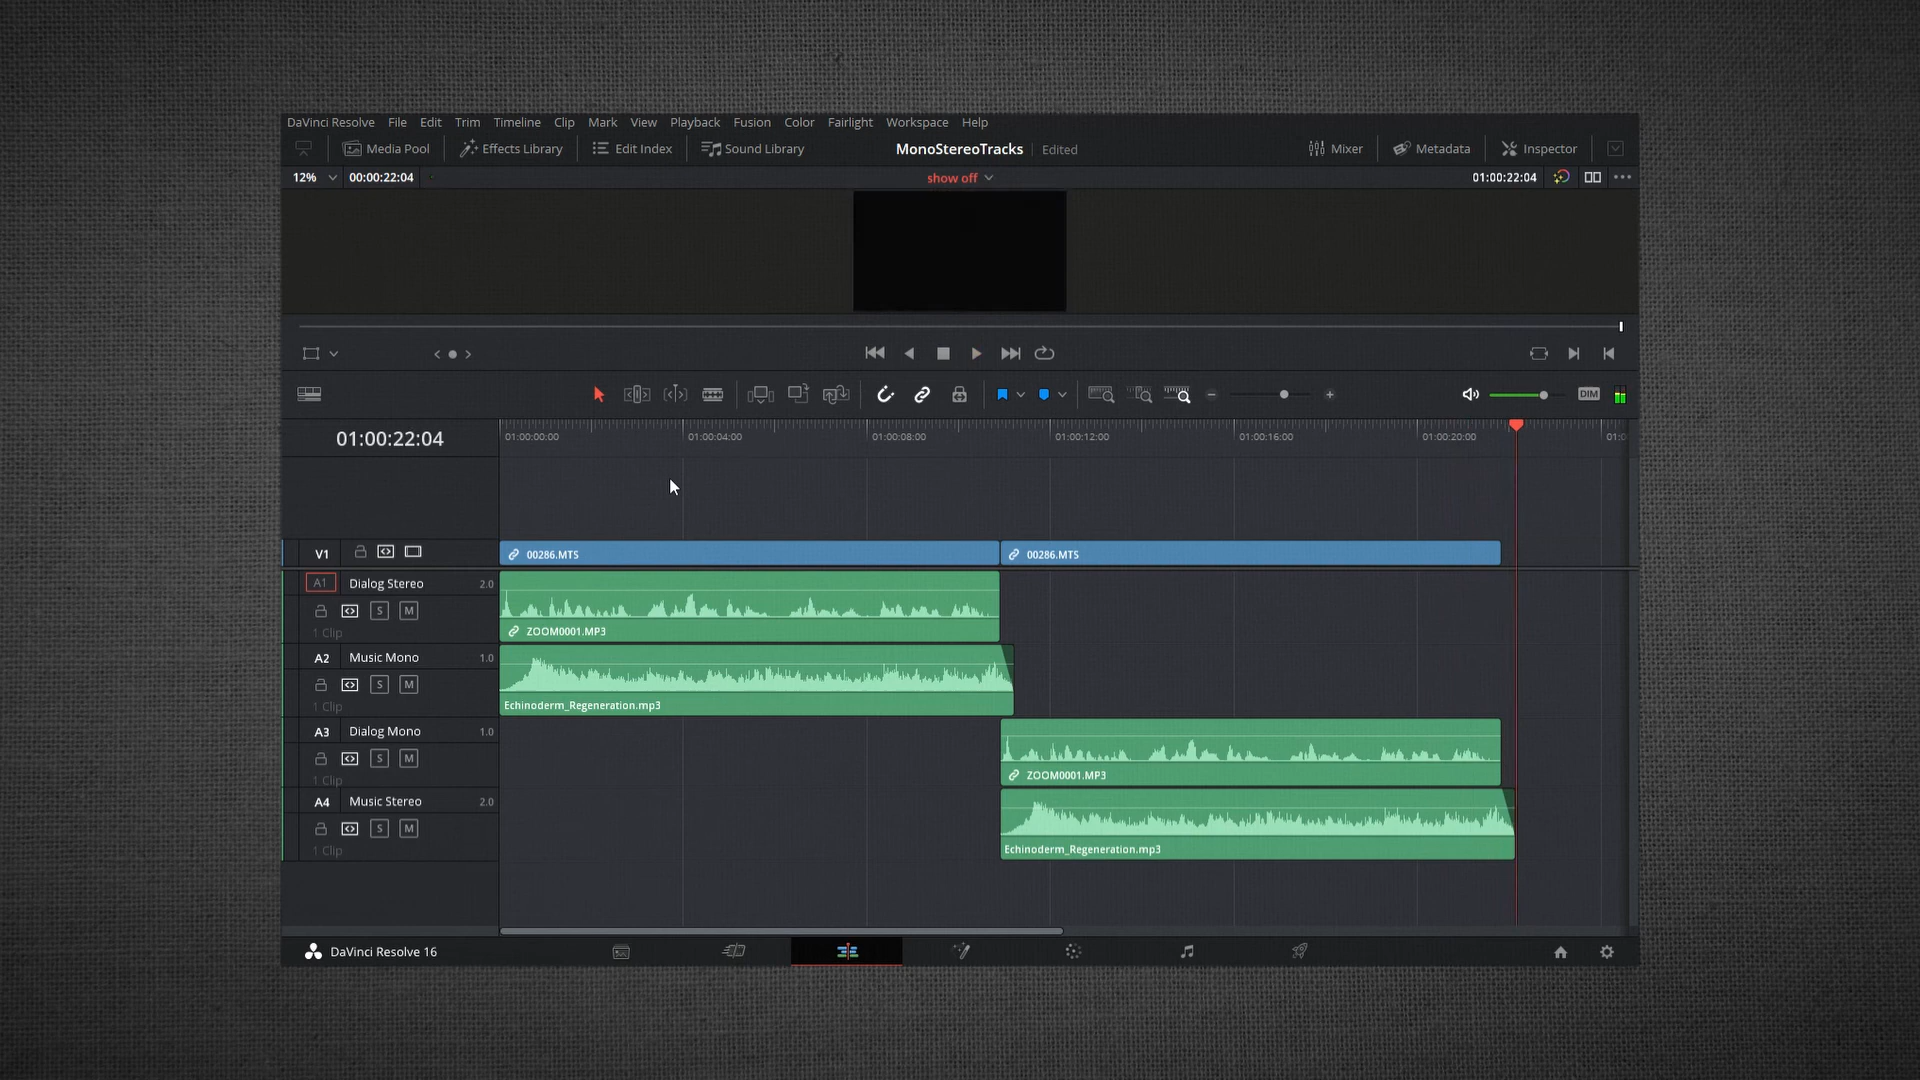 DaVinci Resolve File Edit Trim Timeline Clip Mark View Playback Fusion Color Fairlight Workspace Help
Media Pool Effects Library Edit Index Sound Library MonoStereoTracks Edited Mixer Metadata Inspector
12% 00:00:22:04 show off 01:00:22:04
DIM
01:00:22:04 01:00:00:00 01:00:04:00 01:00:08:00 01:00:12:00 01:00:16:00 01:00:20:00 01:0
V1 00286.MTS 00286.MTS
A1 Dialog Stereo 2.0
S M
1 Clip ZOOM0001.MP3
A2 Music Mono 1.0
S M
1 Clip Echinoderm_Regeneration.mp3
A3 Dialog Mono 1.0
S M
1 Clip ZOOM0001.MP3
A4 Music Stereo 2.0
S M
1 Clip Echinoderm_Regeneration.mp3
DaVinci Resolve 16